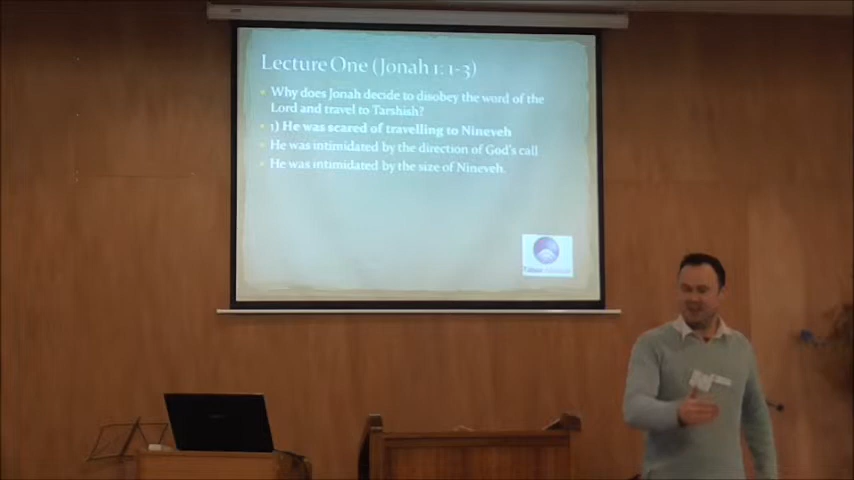 Lecture One (Jonah 1: 1-3)
Why does Jonah decide to disobey the word of the
Lord and travel to Tarshish?
1) He was scared of travelling to Nineveh
He was intimidated by the direction of God's call
He was intimidated by the size of Nineveh.